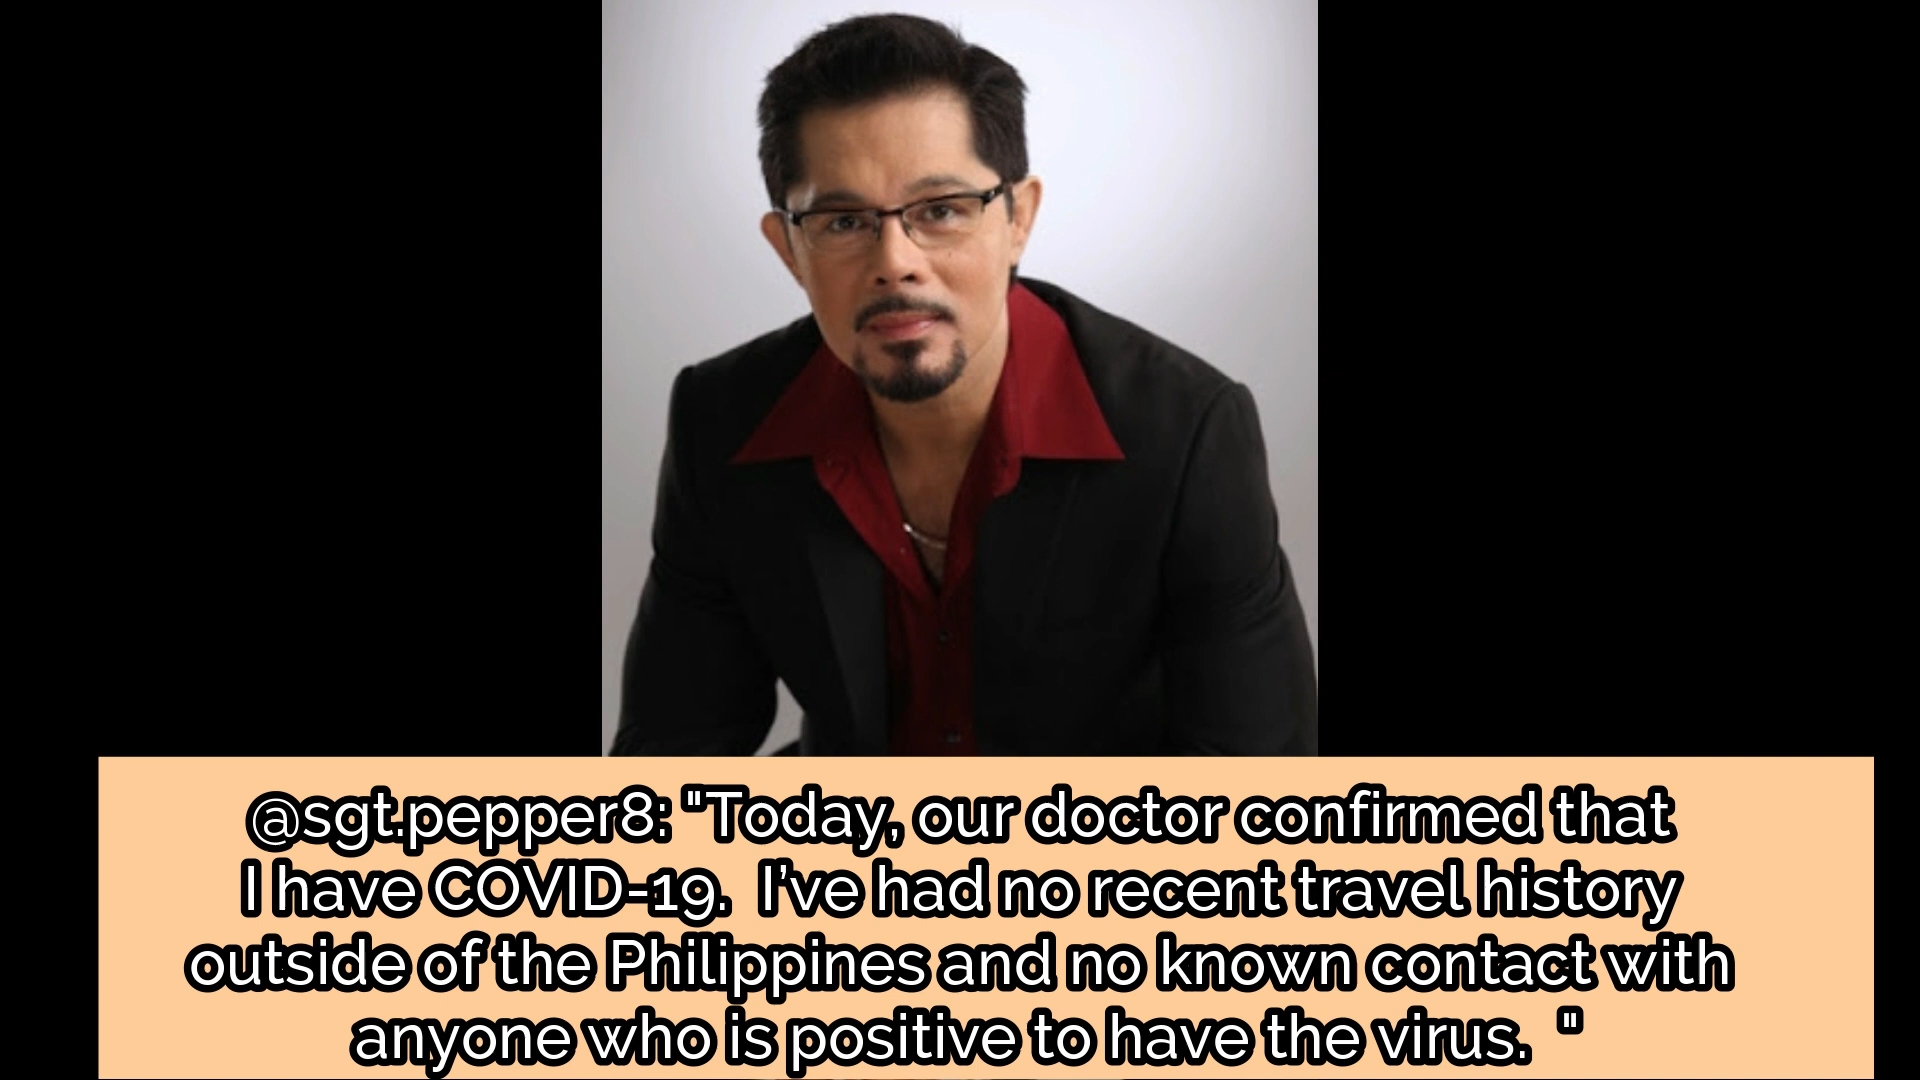 @sgt.pepper8: "Today, our doctor confirmed that
I have COVID-19.  I’ve had no recent travel history
outside of the Philippines and no known contact with
anyone who is positive to have the virus.  "